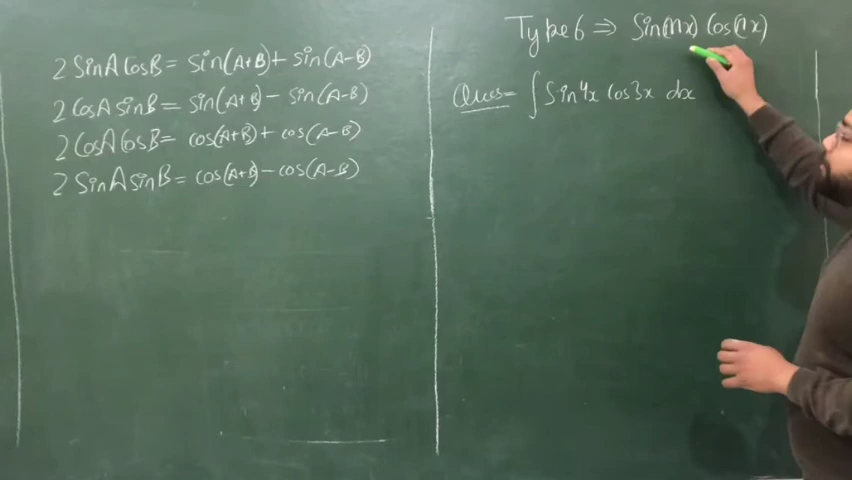 2 SinA CosB = sin(A+B) + sin(A-B)
2 CosA sinB = sin(A+B) - sin(A-B)
2 CosA CosB = cos(A+B) + cos(A-B)
2 SinA sinB = cos(A+B) - cos(A-B)
Type 6 ⇒ Sin(mx) Cos(nx)
Ques = ∫ Sin4x Cos3x dx